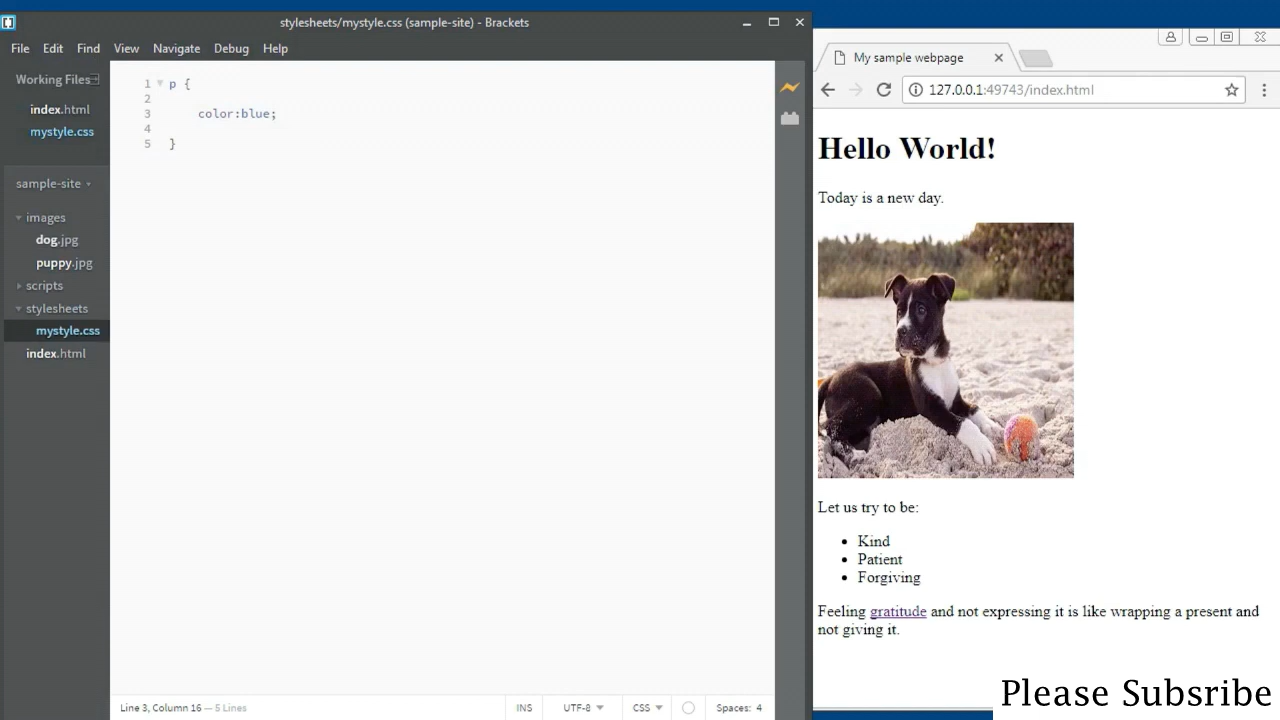 stylesheets/mystyle.css (sample-site) - Brackets
File Edit Find View Navigate Debug Help
Working Files
index.html
mystyle.css
sample-site
images
dog.jpg
puppy.jpg
scripts
stylesheets
mystyle.css
index.html
1 p {
2
3 color:blue;
4
5 }
Line 3, Column 16 — 5 Lines
INS UTF-8 CSS Spaces: 4
My sample webpage
127.0.0.1:49743/index.html
Hello World!
Today is a new day.
Let us try to be:
• Kind
• Patient
• Forgiving
Feeling gratitude and not expressing it is like wrapping a present and
not giving it.
Please Subsribe